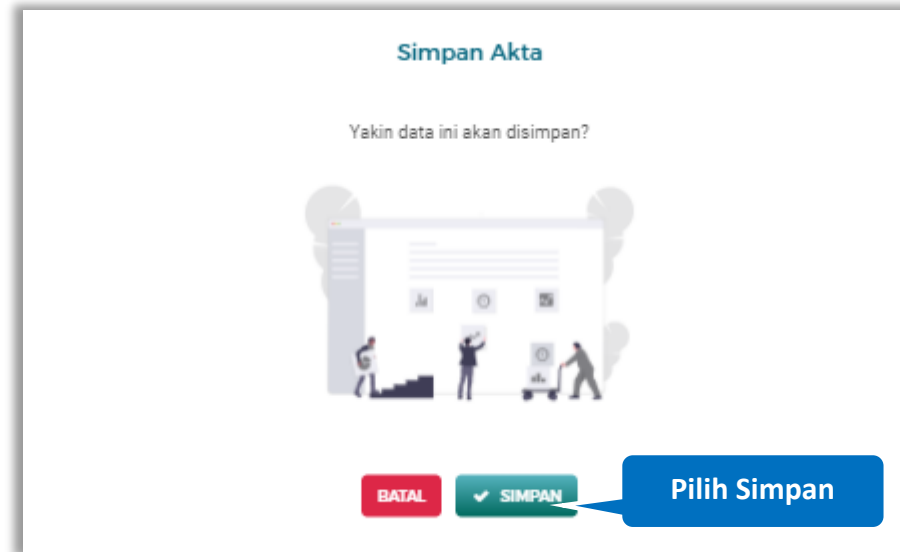 Simpan Akta
Yakin data ini akan disimpan?
BATAL
SIMPAN
Pilih Simpan